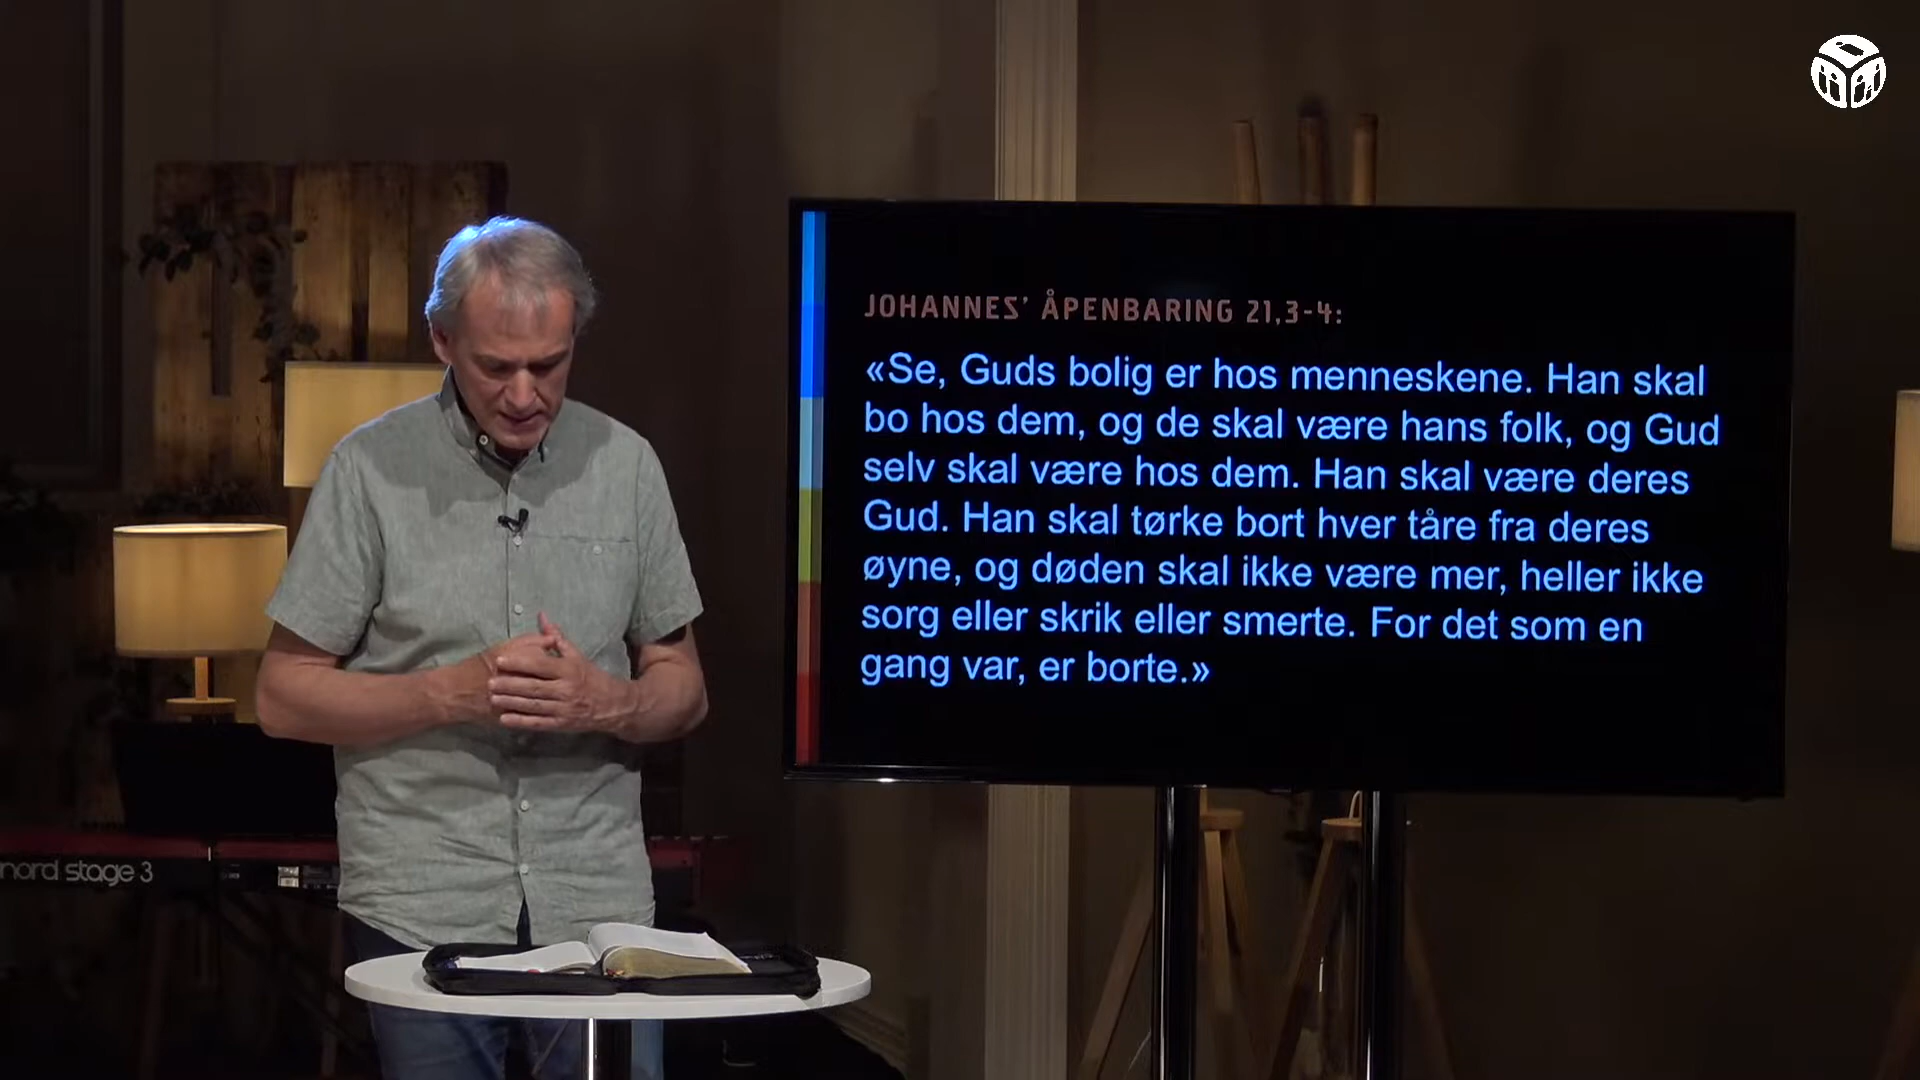 JOHANNES' ÅPENBARING 21,3-4:
«Se, Guds bolig er hos menneskene. Han skal
bo hos dem, og de skal være hans folk, og Gud
selv skal være hos dem. Han skal være deres
Gud. Han skal tørke bort hver tåre fra deres
øyne, og døden skal ikke være mer, heller ikke
sorg eller skrik eller smerte. For det som en
gang var, er borte.»
nord stage 3